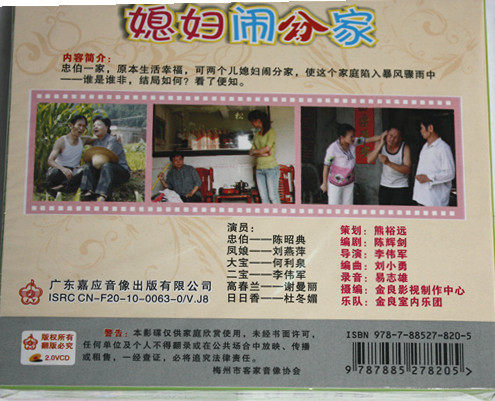 媳妇闹分家
内容简介:
忠伯一家，原本生活幸福，可两个儿媳妇闹分家，使这个家庭陷入暴风骤雨中
——谁是谁非，结局如何？看了便知。
演员:
忠伯——陈昭典
凤娘——刘燕萍
大宝——何利泉
二宝——李伟军
高春兰——谢曼丽
日日香——杜冬媚
策划: 熊裕远
编剧: 陈辉剑
导演: 李伟军
编曲: 刘小勇
录音: 易志雄
摄编: 金良影视制作中心
乐队: 金良室内乐团
广东嘉应音像出版有限公司
ISRC CN-F20-10-0063-0/V.J8
版权所有
翻版必究
2.0VCD
警告: 本影碟仅供家庭欣赏使用，未经书面许可，
任何单位及个人不得翻录或在公共场合中放映、传播
或租售，一经查证，必将追究法律责任。
梅州市客家音像协会
ISBN 978-7-88527-820-5
9 787885 278205 >